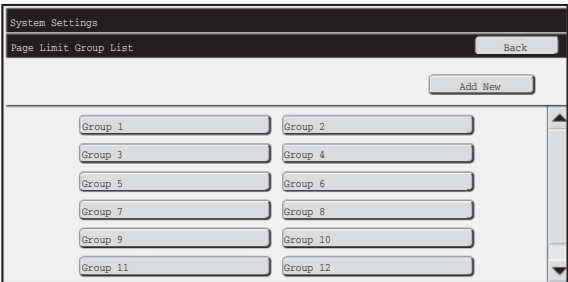 System Settings
Page Limit Group List Back
Add New
Group 1 Group 2
Group 3 Group 4
Group 5 Group 6
Group 7 Group 8
Group 9 Group 10
Group 11 Group 12